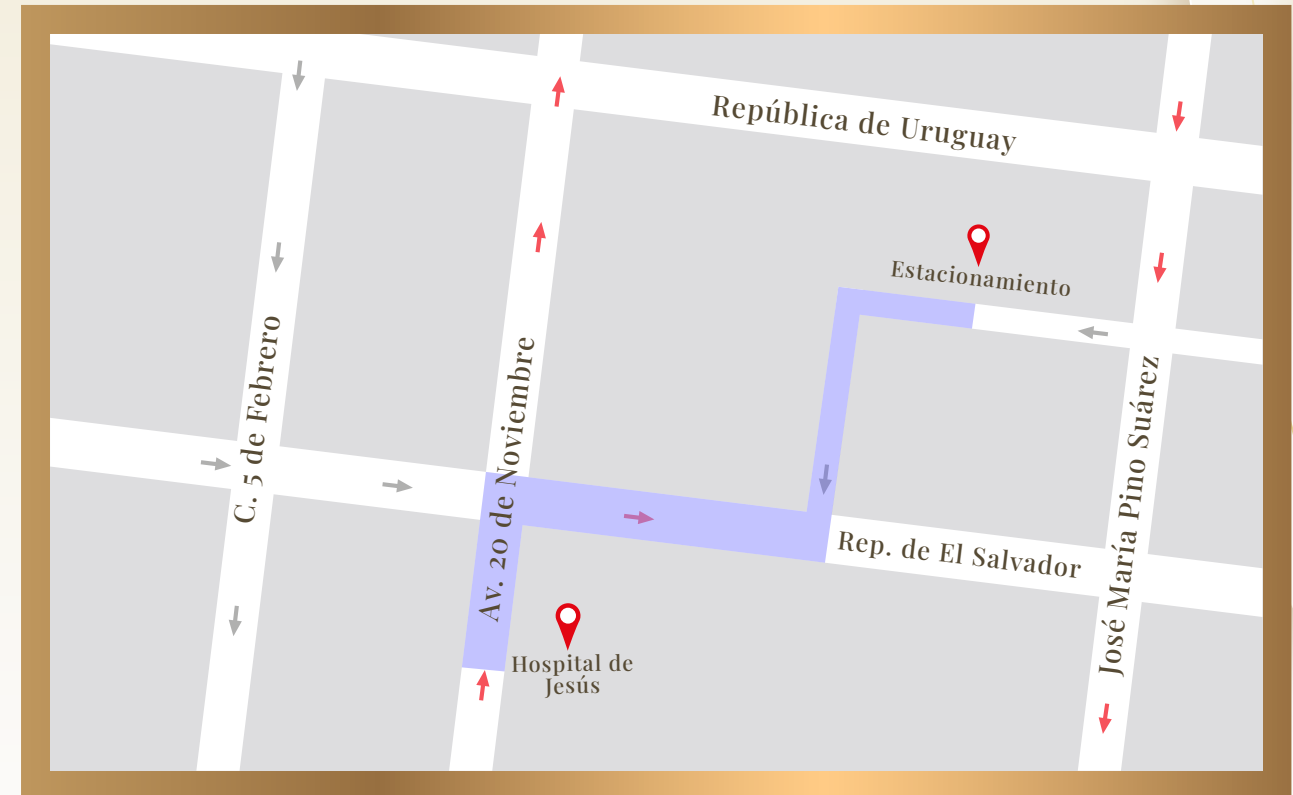 República de Uruguay
Estacionamiento
C. 5 de Febrero
Av. 20 de Noviembre
José María Pino Suárez
Rep. de El Salvador
Hospital de
Jesús